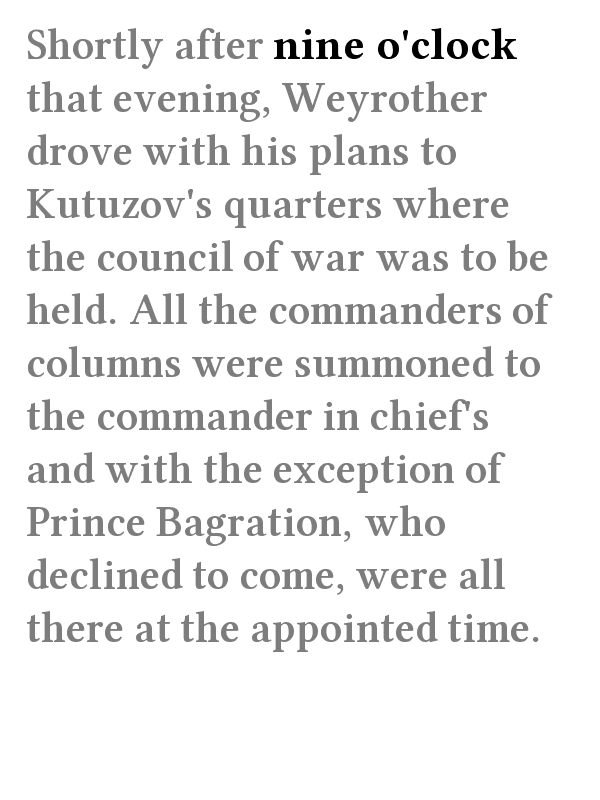 Shortly after nine o'clock
that evening, Weyrother
drove with his plans to
Kutuzov's quarters where
the council of war was to be
held. All the commanders of
columns were summoned to
the commander in chief's
and with the exception of
Prince Bagration, who
declined to come, were all
there at the appointed time.